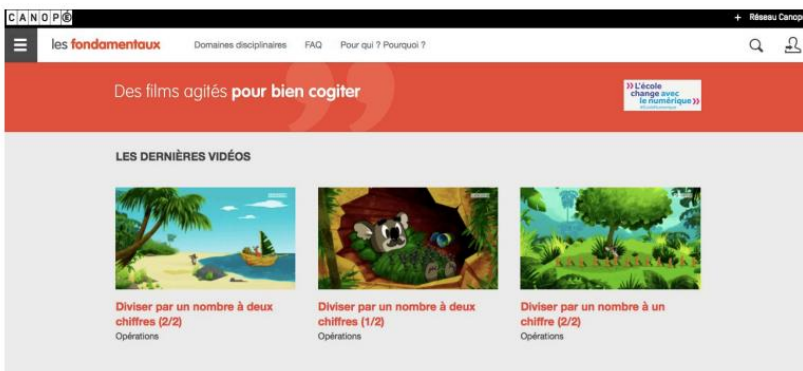 CANOPÉ
+ Réseau Canop
les fondamentaux
Domaines disciplinaires
FAQ
Pour qui ? Pourquoi ?
Des films agités pour bien cogiter
L'école
change avec
le numérique
#EcoleNumerique
LES DERNIÈRES VIDÉOS
Diviser par un nombre à deux
chiffres (2/2)
Opérations
Diviser par un nombre à deux
chiffres (1/2)
Opérations
Diviser par un nombre à un
chiffre (2/2)
Opérations